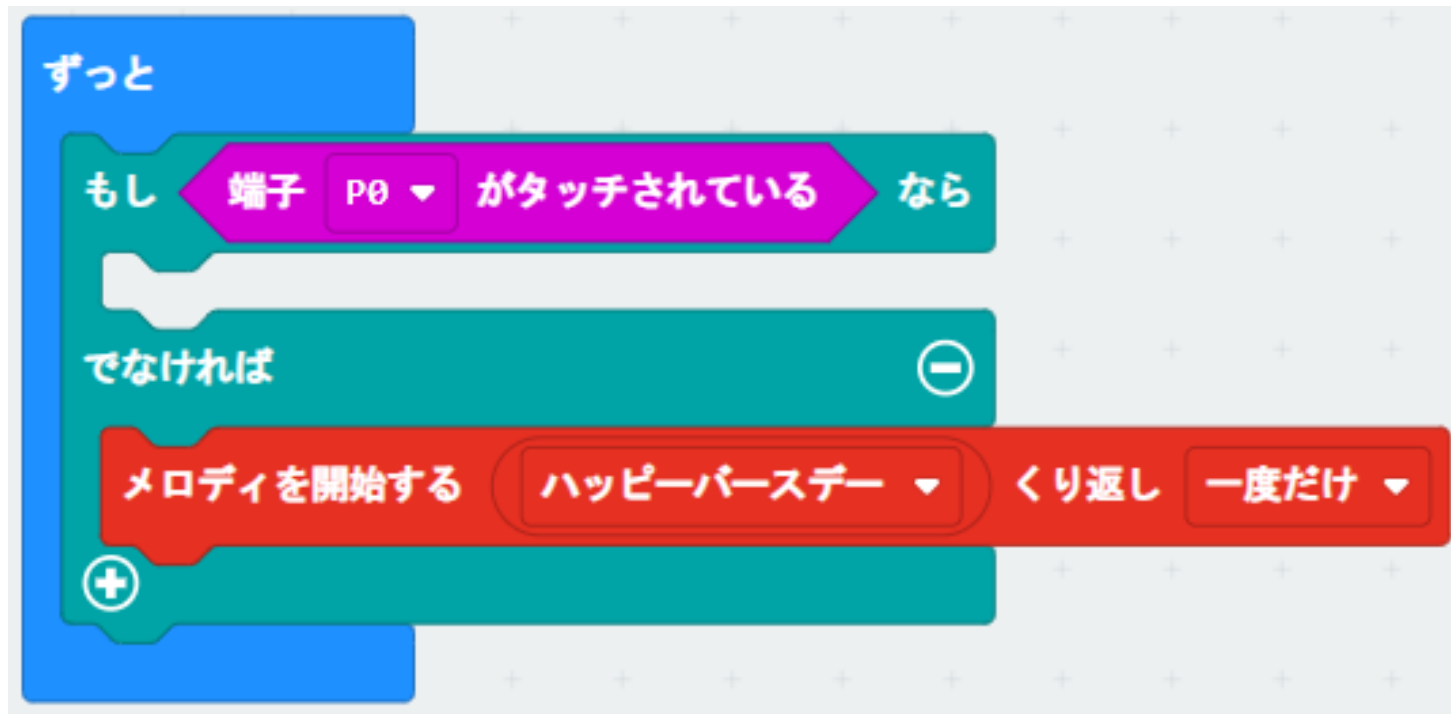 ずっと
もし 端子 P0 がタッチされている なら
でなければ
メロディを開始する ハッピーバースデー くり返し 一度だけ